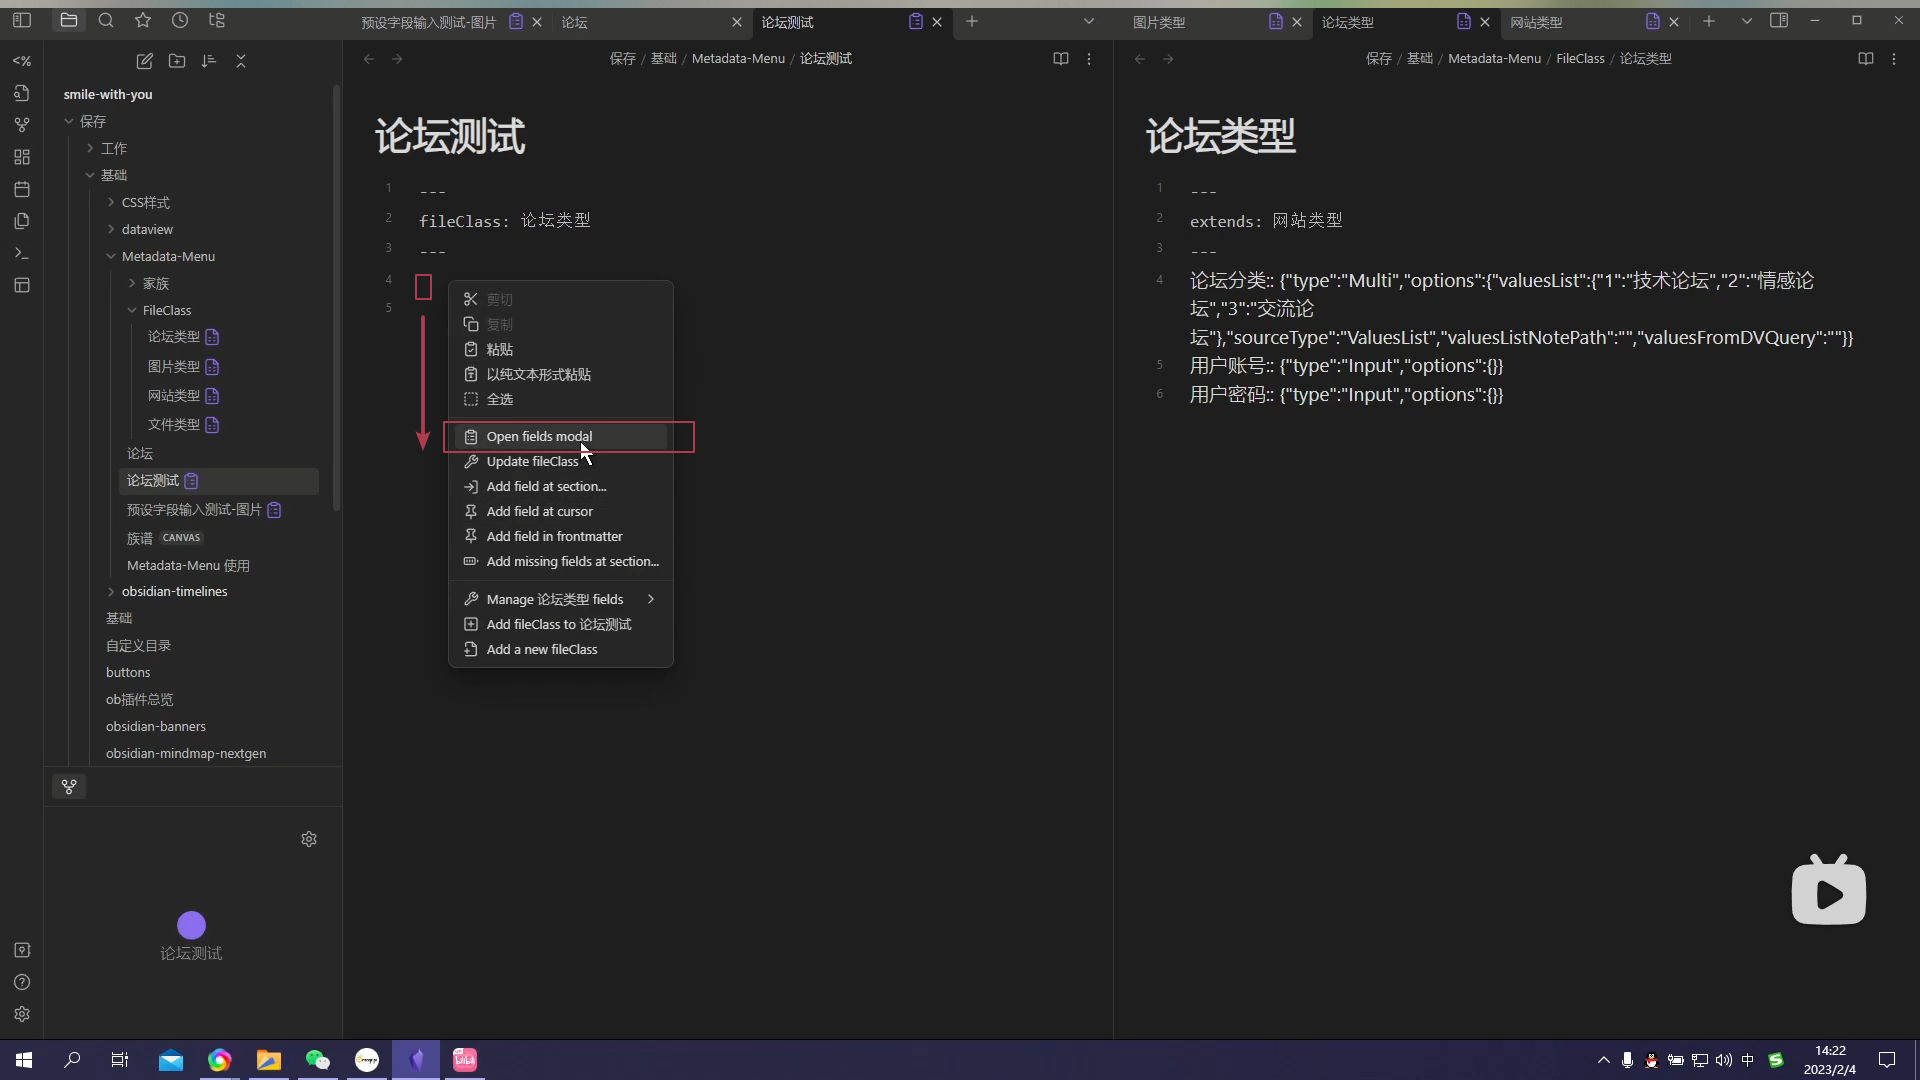 预设字段输入测试-图片
论坛
论坛测试
图片类型
论坛类型
网站类型
<%
smile-with-you
保存
工作
基础
CSS样式
dataview
Metadata-Menu
家族
FileClass
论坛类型
图片类型
网站类型
文件类型
论坛
论坛测试
预设字段输入测试-图片
族谱 CANVAS
Metadata-Menu 使用
obsidian-timelines
基础
自定义目录
buttons
ob插件总览
obsidian-banners
obsidian-mindmap-nextgen
论坛测试
保存 / 基础 / Metadata-Menu / 论坛测试
论坛测试
1 ---
2 fileClass: 论坛类型
3 ---
4
5
剪切
复制
粘贴
以纯文本形式粘贴
全选
Open fields modal
Update fileClass
Add field at section...
Add field at cursor
Add field in frontmatter
Add missing fields at section...
Manage 论坛类型 fields
Add fileClass to 论坛测试
Add a new fileClass
保存 / 基础 / Metadata-Menu / FileClass / 论坛类型
论坛类型
1 ---
2 extends: 网站类型
3 ---
4 论坛分类:: {"type":"Multi","options":{"valuesList":{"1":"技术论坛","2":"情感论
坛","3":"交流论
坛"},"sourceType":"ValuesList","valuesListNotePath":"","valuesFromDVQuery":""}}
5 用户账号:: {"type":"Input","options":{}}
6 用户密码:: {"type":"Input","options":{}}
bilibili
中
14:22
2023/2/4